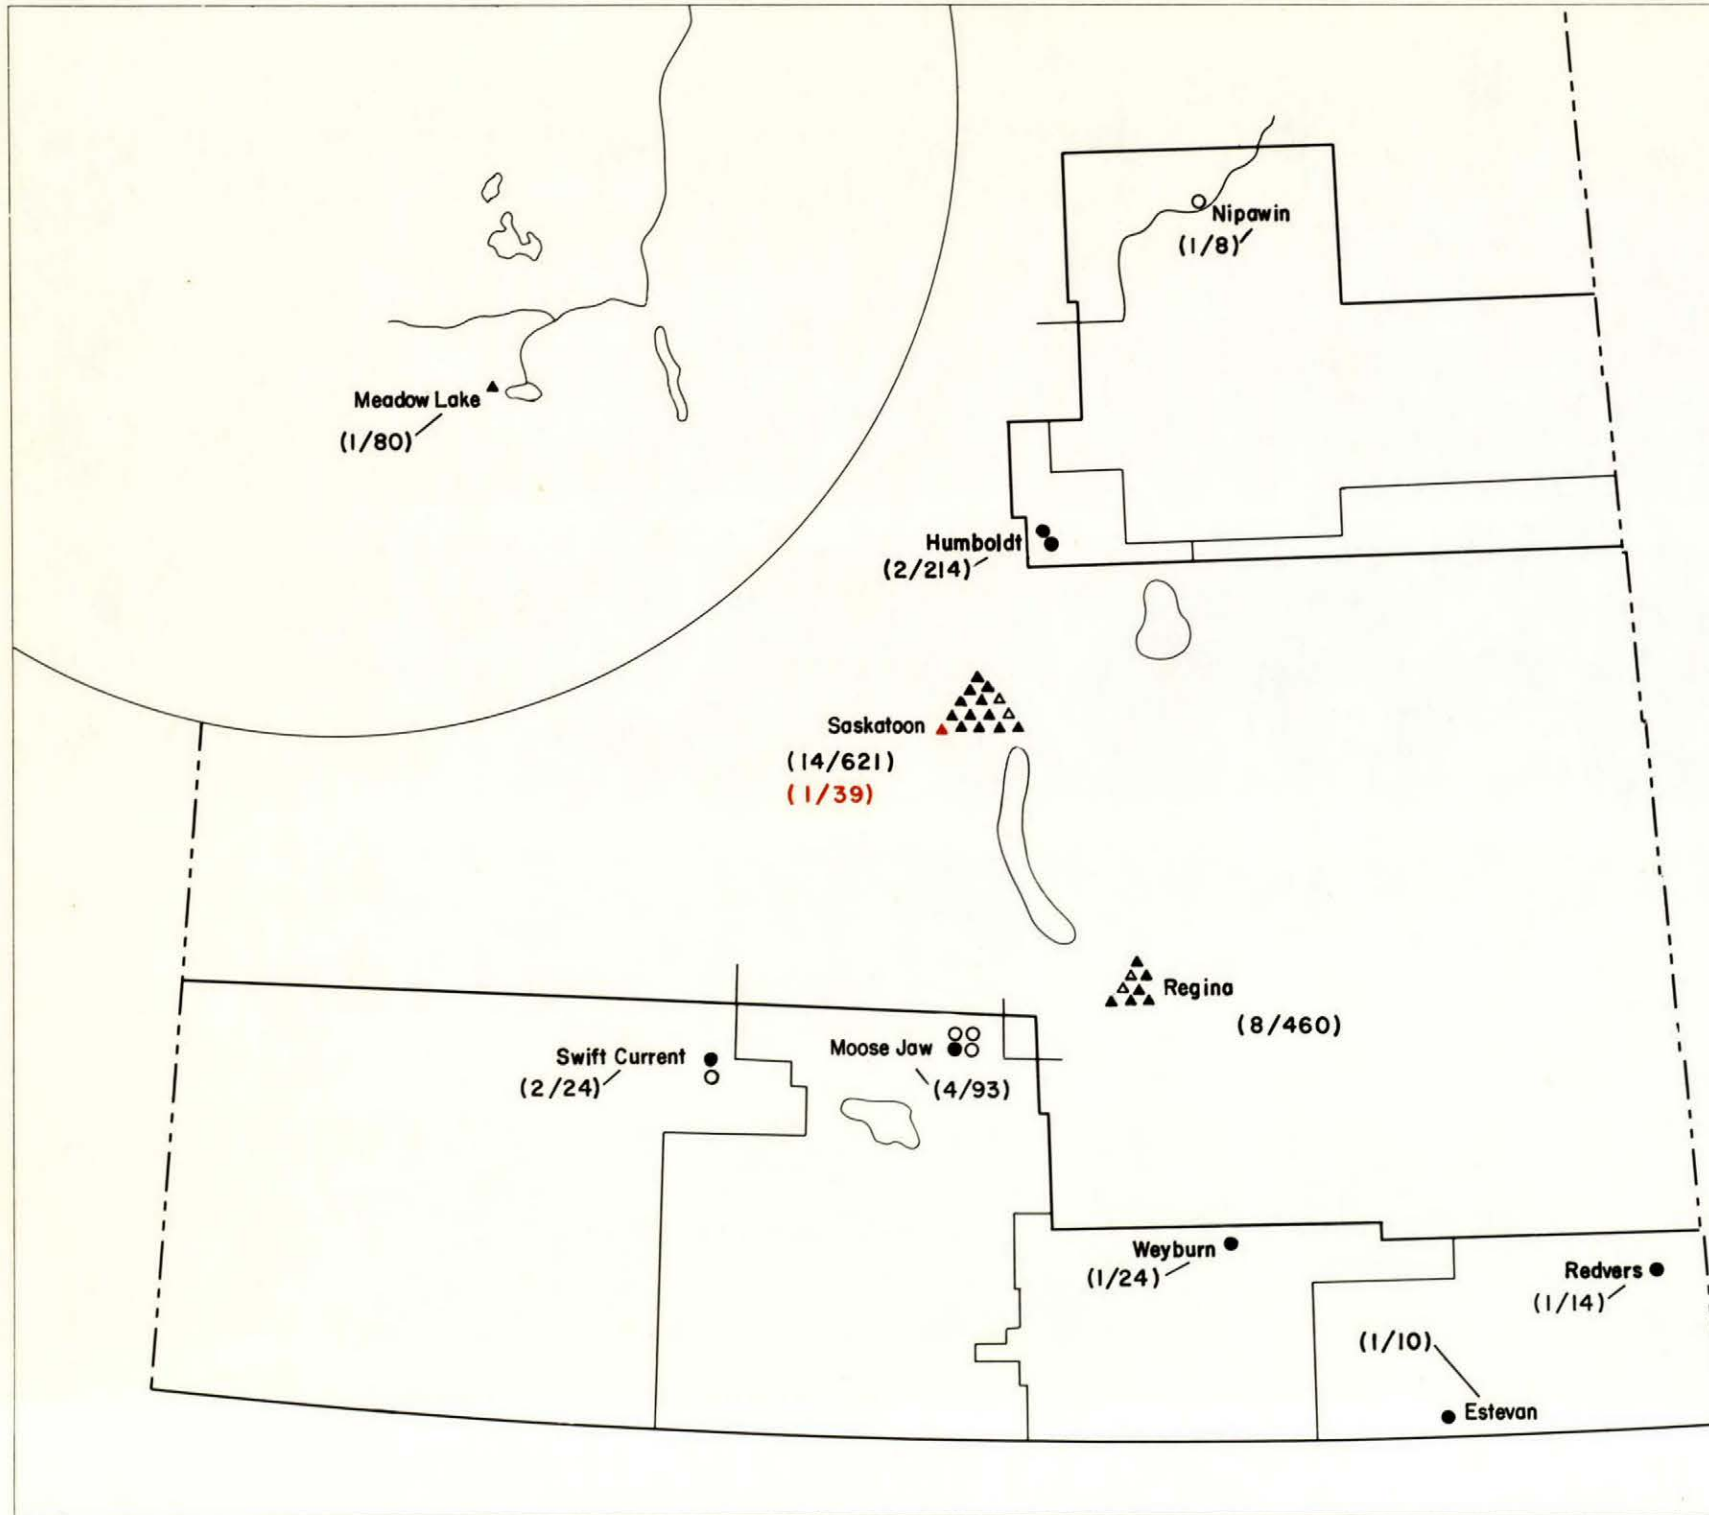 Nipawin
(1/8)
Meadow Lake
(1/80)
Humboldt
(2/214)
Saskatoon
(14/621)
(1/39)
Regina
(8/460)
Swift Current
(2/24)
Moose Jaw
(4/93)
Weyburn
(1/24)
Redvers
(1/14)
(1/10)
Estevan